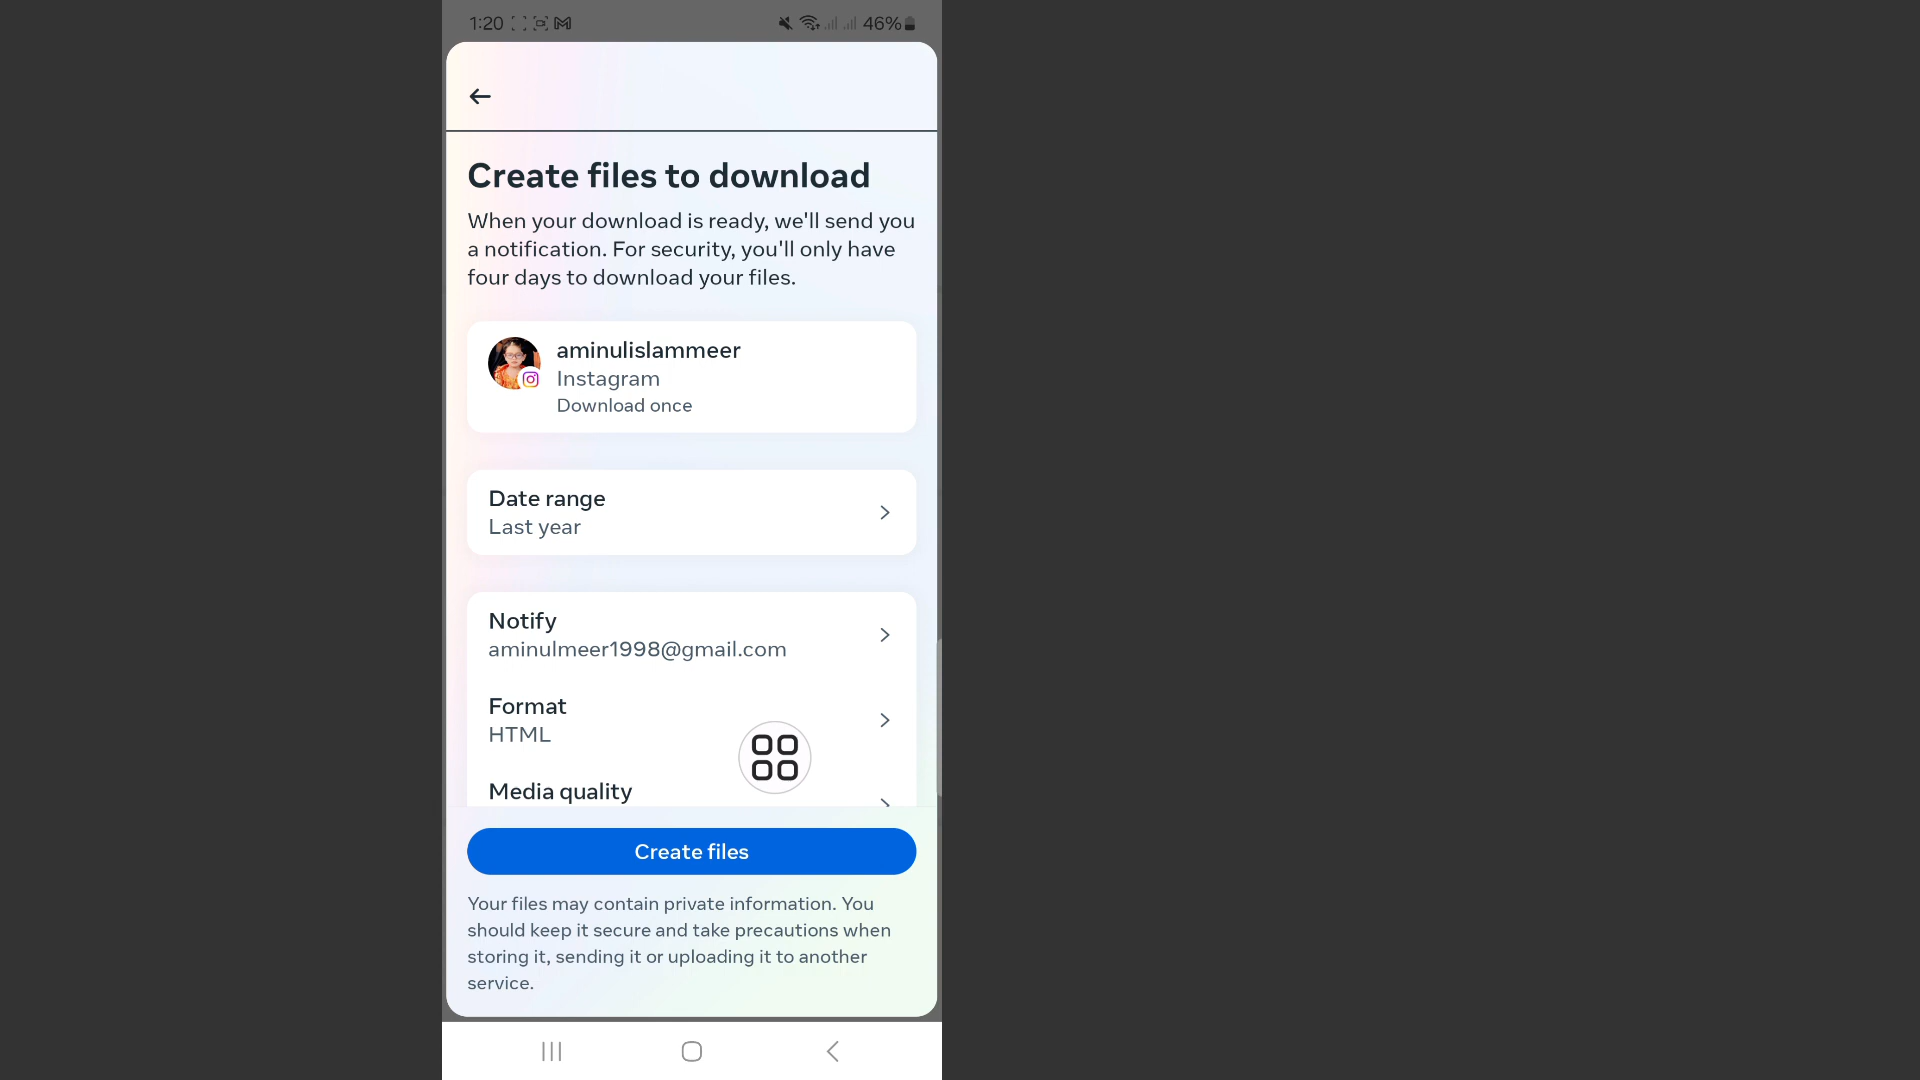 1:20
46%
Create files to download
When your download is ready, we'll send you
a notification. For security, you'll only have
four days to download your files.
aminulislammeer
Instagram
Download once
Date range
Last year
Notify
aminulmeer1998@gmail.com
Format
HTML
Media quality
Create files
Your files may contain private information. You
should keep it secure and take precautions when
storing it, sending it or uploading it to another
service.